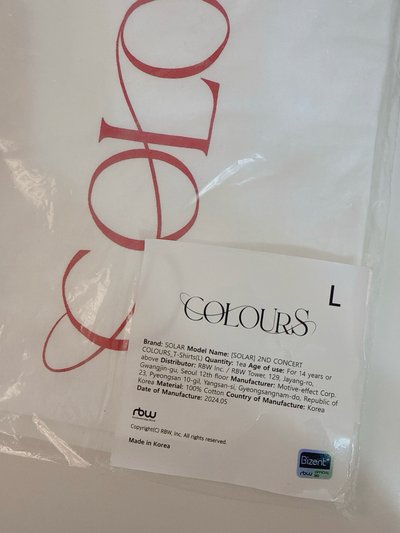 COLO
L
COLOURS
Brand: SOLAR Model Name: [SOLAR] 2ND CONCERT
COLOURS_T-Shirts(L) Quantity: 1ea Age of use: For 14 years or
above Distributor: RBW Inc. / RBW Tower, 129, Jayang-ro,
Gwangjin-gu, Seoul 12th floor Manufacturer: Motive-effect Corp.
23, Pyeongsan 10-gil, Yangsan-si, Gyeongsangnam-do, Republic of
Korea Material: 100% Cotton Country of Manufacture: Korea
Date of Manufacture: 2024.05
rbw
Copyright(C) RBW, Inc. All rights reserved.
Made in Korea
Bizent
rbw OFFICIAL